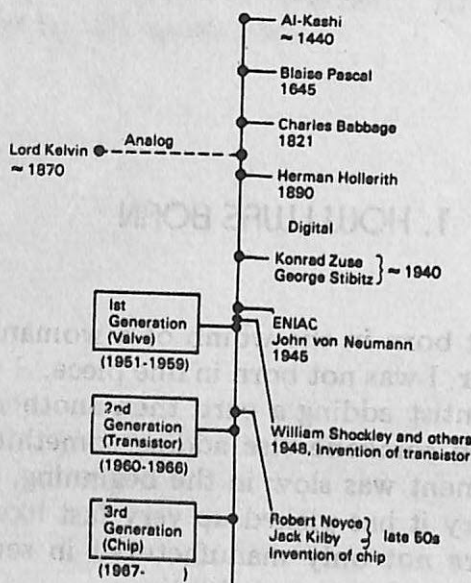 Al-Kashi
~ 1440
Blaise Pascal
1645
Charles Babbage
1821
Analog
Lord Kelvin
~ 1870
Herman Hollerith
1890
Digital
Konrad Zuse
George Stibitz
~ 1940
1st
Generation
(Valve)
(1951-1959)
ENIAC
John von Neumann
1945
2nd
Generation
(Transistor)
(1960-1966)
William Shockley and others
1948, Invention of transistor
3rd
Generation
(Chip)
(1967- )
Robert Noyce
Jack Kilby
late 50s
Invention of chip